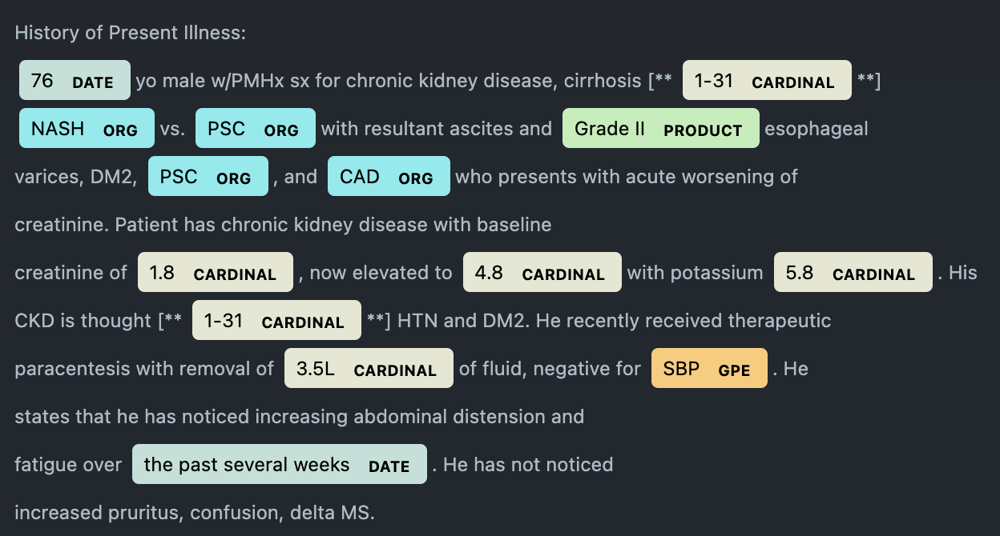 History of Present Illness:
76 DATE yo male w/PMHx sx for chronic kidney disease, cirrhosis [** 1-31 CARDINAL **]
NASH ORG vs. PSC ORG with resultant ascites and Grade II PRODUCT esophageal
varices, DM2, PSC ORG , and CAD ORG who presents with acute worsening of
creatinine. Patient has chronic kidney disease with baseline
creatinine of 1.8 CARDINAL , now elevated to 4.8 CARDINAL with potassium 5.8 CARDINAL . His
CKD is thought [** 1-31 CARDINAL **] HTN and DM2. He recently received therapeutic
paracentesis with removal of 3.5L CARDINAL of fluid, negative for SBP GPE . He
states that he has noticed increasing abdominal distension and
fatigue over the past several weeks DATE . He has not noticed
increased pruritus, confusion, delta MS.